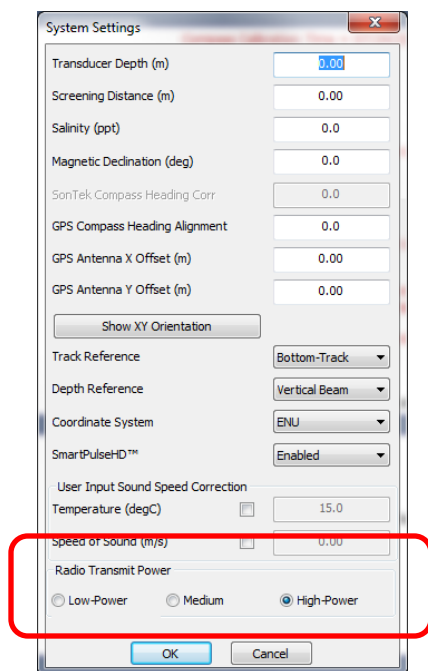 System Settings
Transducer Depth (m) 0.00
Screening Distance (m) 0.00
Salinity (ppt) 0.0
Magnetic Declination (deg) 0.0
SonTek Compass Heading Corr 0.0
GPS Compass Heading Alignment 0.0
GPS Antenna X Offset (m) 0.00
GPS Antenna Y Offset (m) 0.00
Show XY Orientation
Track Reference Bottom-Track
Depth Reference Vertical Beam
Coordinate System ENU
SmartPulseHD™ Enabled
User Input Sound Speed Correction
Temperature (degC) 15.0
Speed of Sound (m/s) 0.00
Radio Transmit Power
Low-Power Medium High-Power
OK Cancel